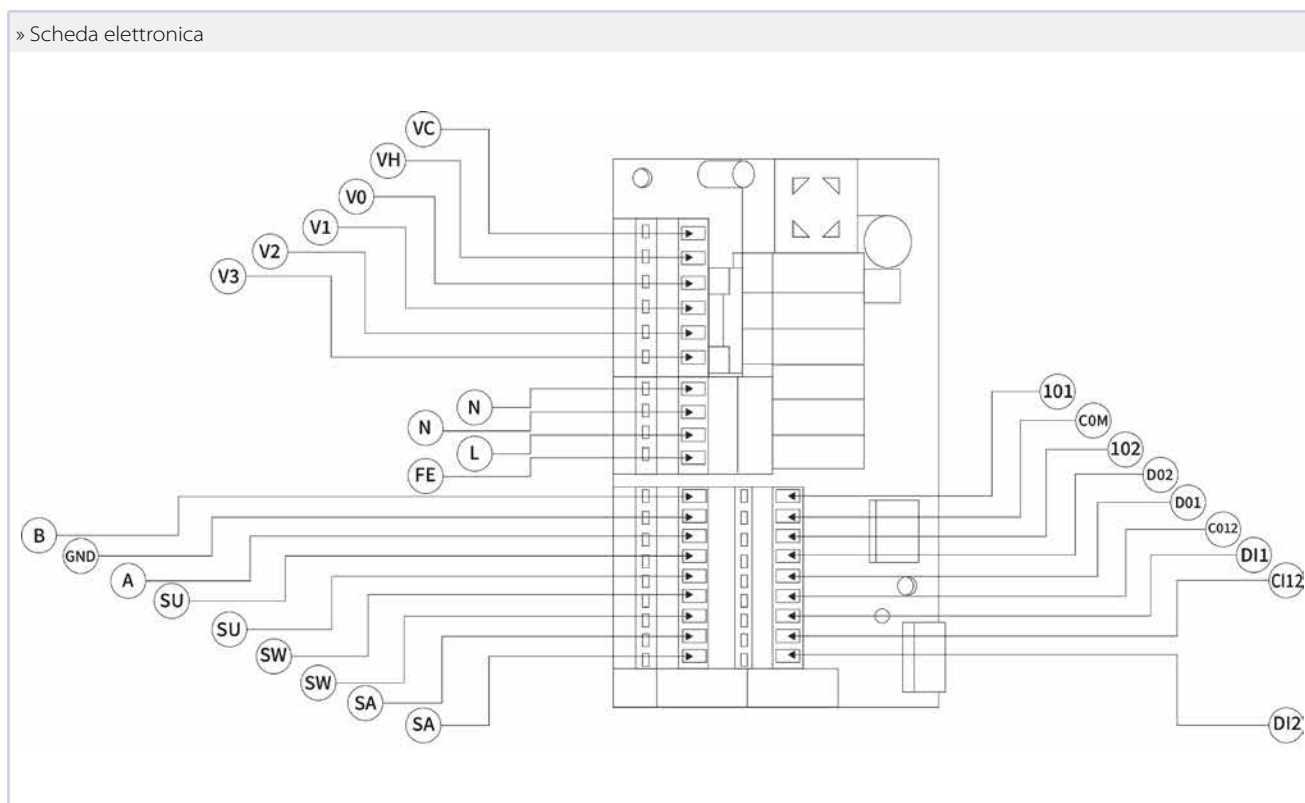 » Scheda elettronica
VC
VH
V0
V1
V2
V3
N
N
L
FE
B
GND
A
SU
SU
SW
SW
SA
SA
101
C0M
102
D02
D01
C012
DI1
CI12
DI2